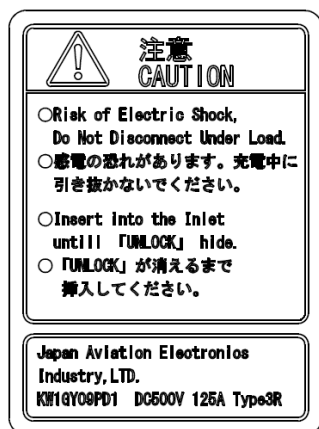 注意
CAUTION
○Risk of Electric Shock,
Do Not Disconnect Under Load.
○感電の恐れがあります。充電中に
引き抜かないでください。
○Insert into the Inlet
untill 「UNLOCK」 hide.
○「UNLOCK」が消えるまで
挿入してください。
Japan Aviation Electronics
Industry,LTD.
KW1GY09PD1 DC500V 125A Type3R